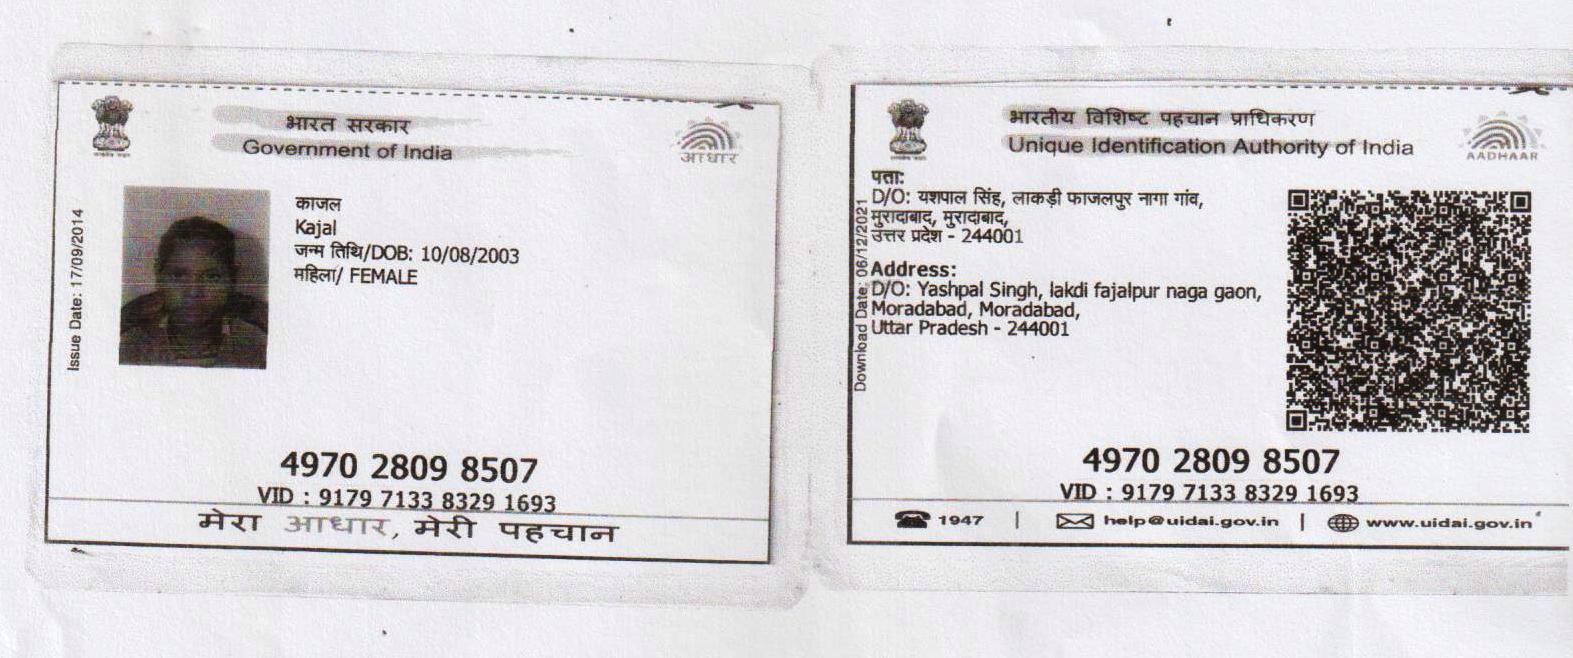 भारत सरकार
Government of India
आधार
Issue Date: 17/09/2014
काजल
Kajal
जन्म तिथि/DOB: 10/08/2003
महिला/ FEMALE
4970 2809 8507
VID : 9179 7133 8329 1693
मेरा आधार, मेरी पहचान
भारतीय विशिष्ट पहचान प्राधिकरण
Unique Identification Authority of India
AADHAAR
Download Date: 06/12/2021
पता:
D/O: यशपाल सिंह, लाकड़ी फाजलपुर नागा गांव,
मुरादाबाद, मुरादाबाद,
उत्तर प्रदेश - 244001
Address:
D/O: Yashpal Singh, lakdi fajalpur naga gaon,
Moradabad, Moradabad,
Uttar Pradesh - 244001
4970 2809 8507
VID : 9179 7133 8329 1693
1947 | help@uidai.gov.in | www.uidai.gov.in